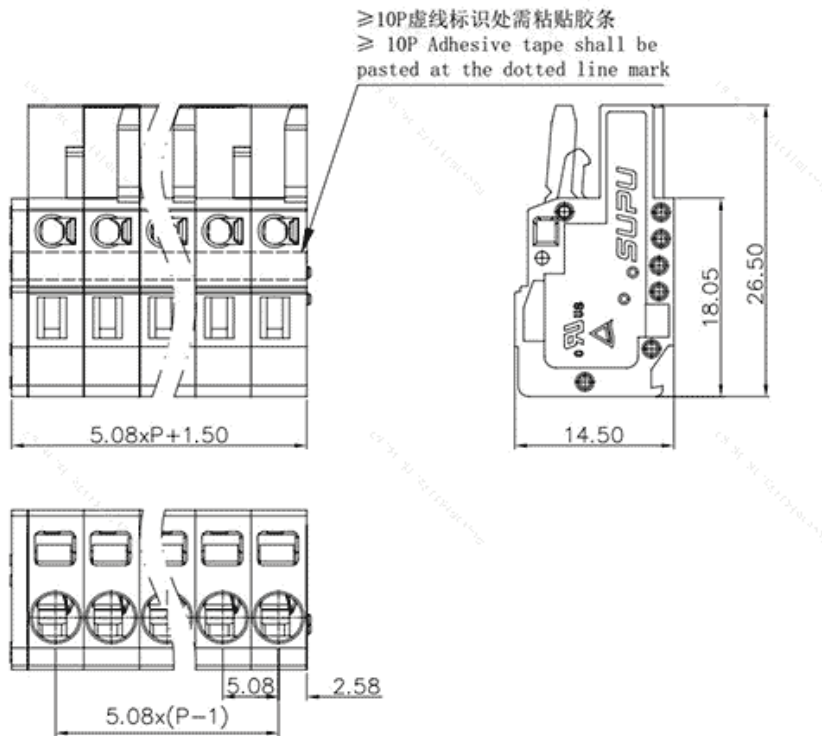 ≥10P虚线标识处需粘贴胶条
≥ 10P Adhesive tape shall be
pasted at the dotted line mark
SUPU
18.05
26.50
c RU US
5.08xP+1.50
14.50
5.08
2.58
5.08x(P-1)